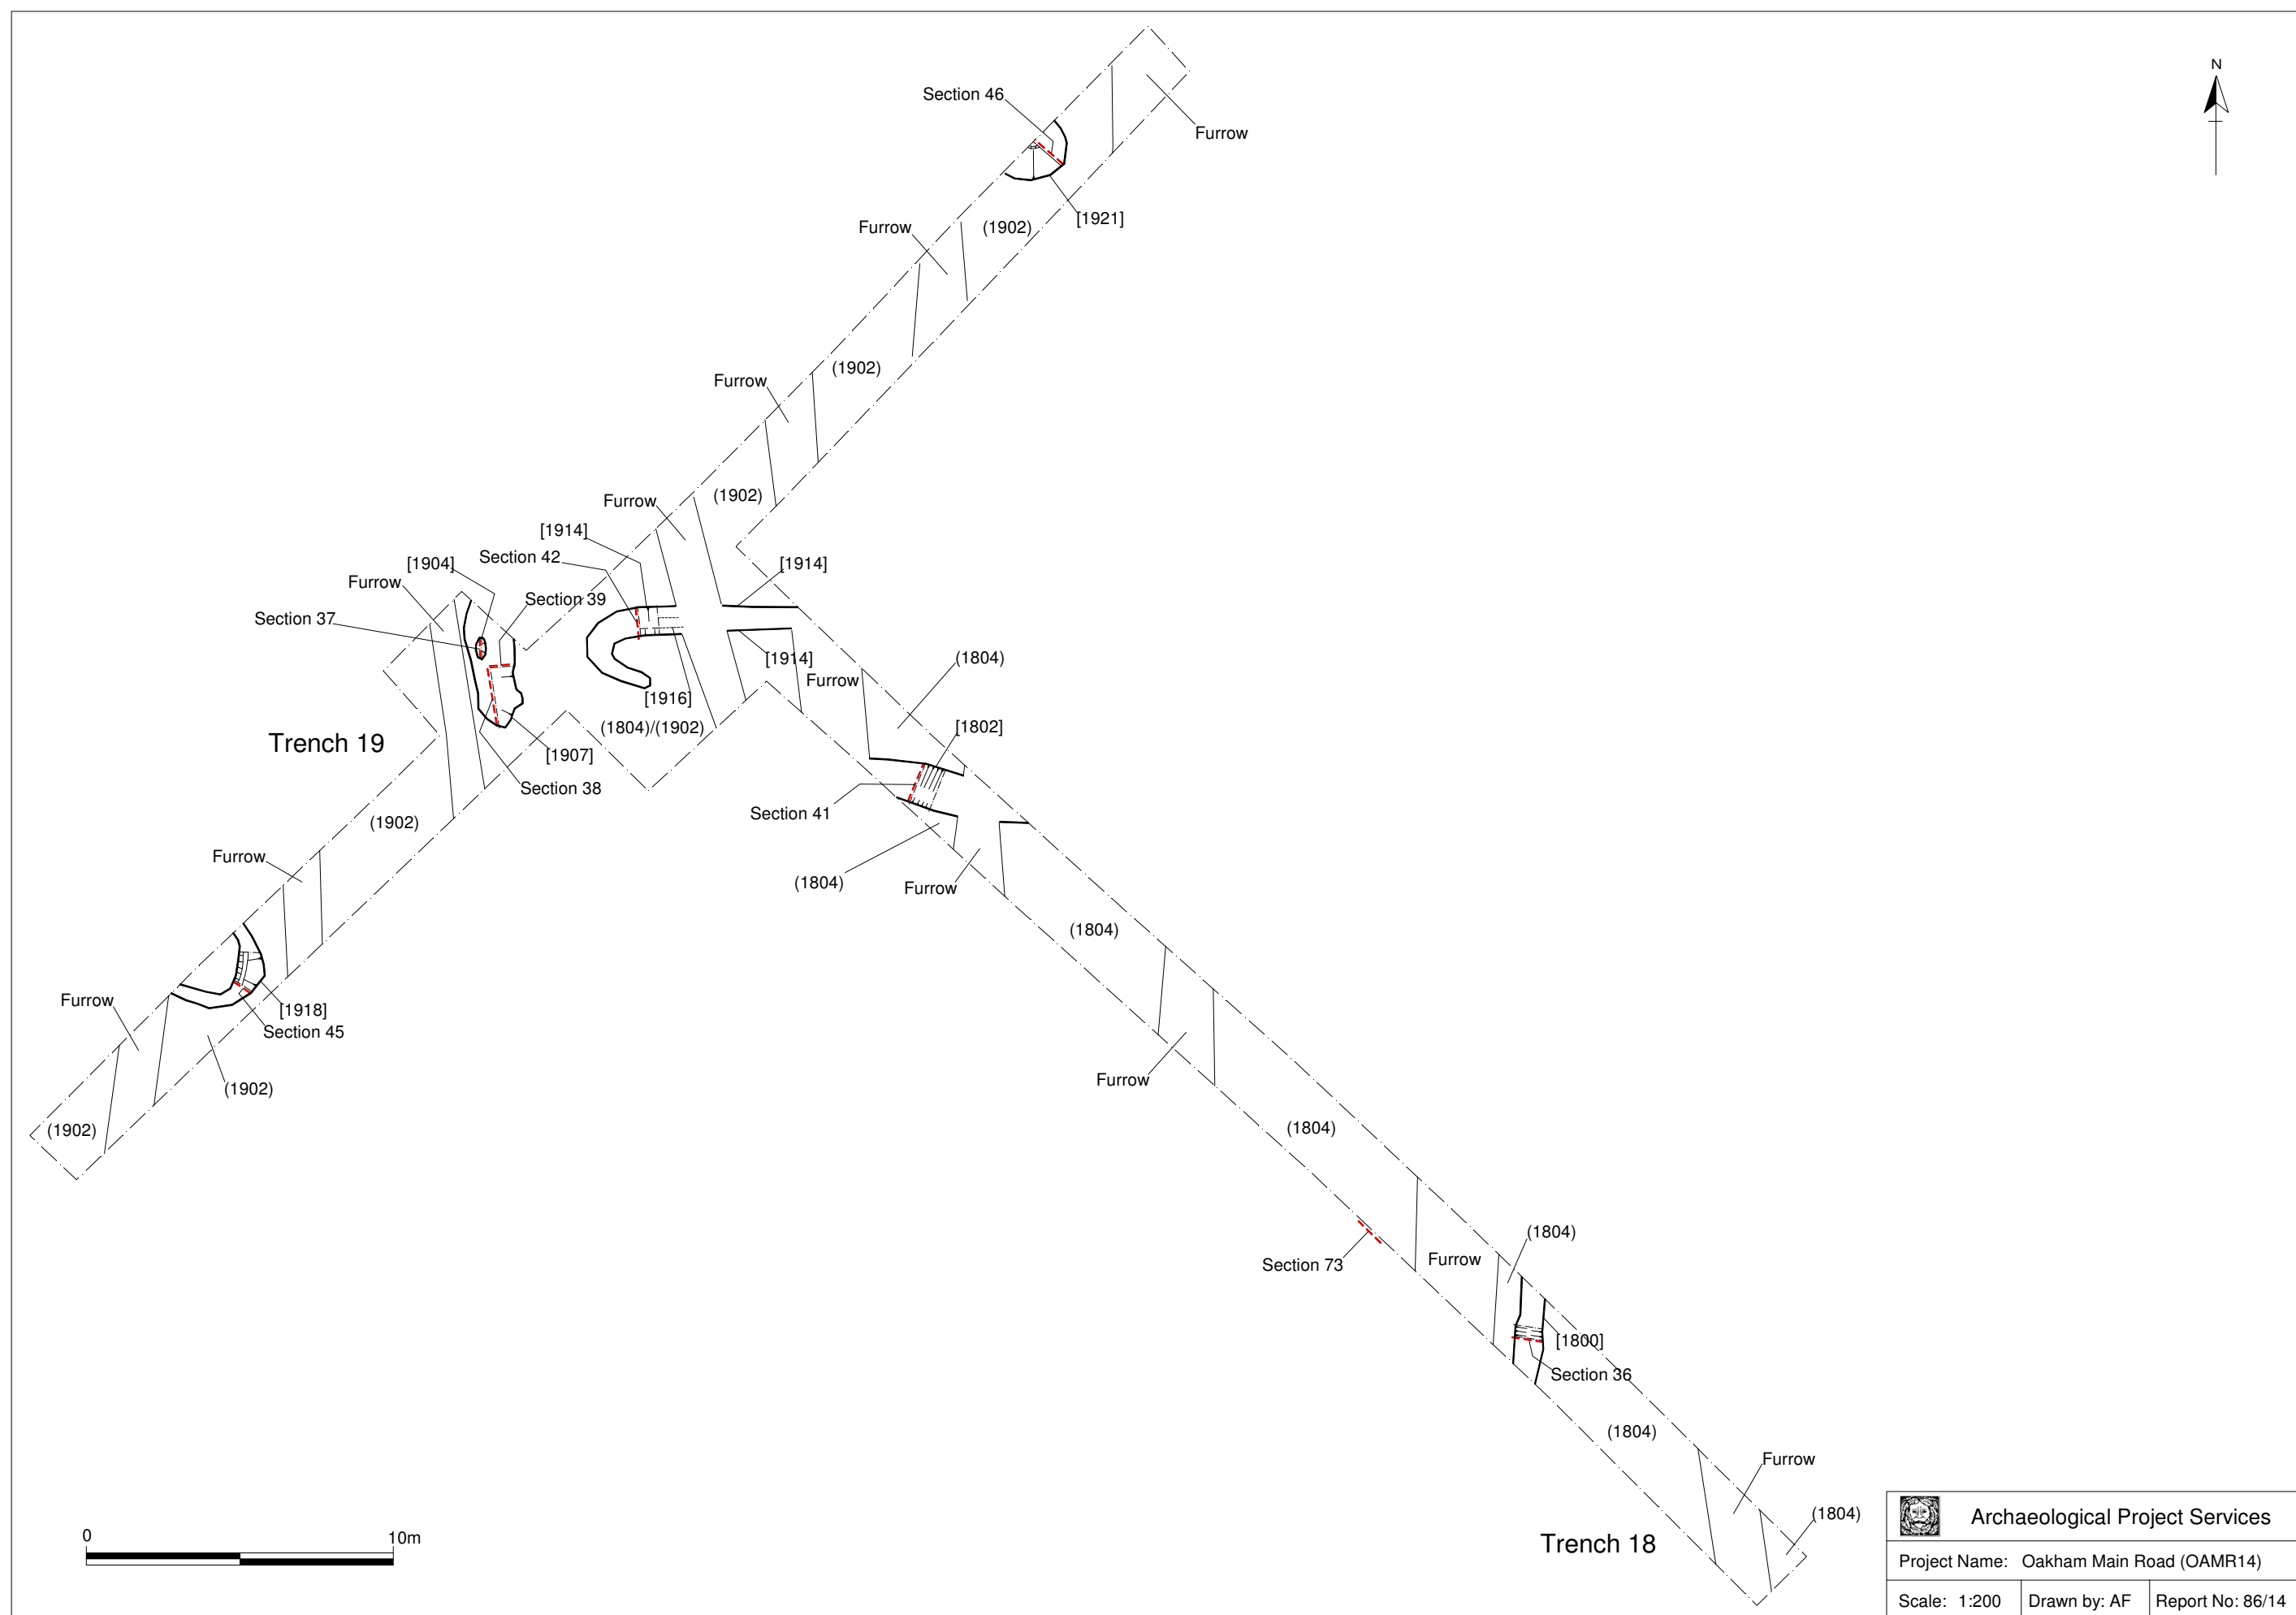 N
Section 46
Furrow
[1921]
Furrow
(1902)
(1902)
Furrow
(1902)
Furrow
[1914]
Section 42
[1904]
[1914]
Furrow
Section 39
Section 37
[1914]
(1804)
Furrow
[1916]
(1804)/(1902)
[1802]
Trench 19
[1907]
Section 38
Section 41
(1902)
Furrow
(1804)
Furrow
(1804)
Furrow
[1918]
Section 45
(1902)
Furrow
(1902)
(1804)
(1804)
Furrow
Section 73
[1800]
Section 36
(1804)
Furrow
(1804)
Trench 18
0 10m
Archaeological Project Services
Project Name: Oakham Main Road (OAMR14)
Scale: 1:200 Drawn by: AF Report No: 86/14